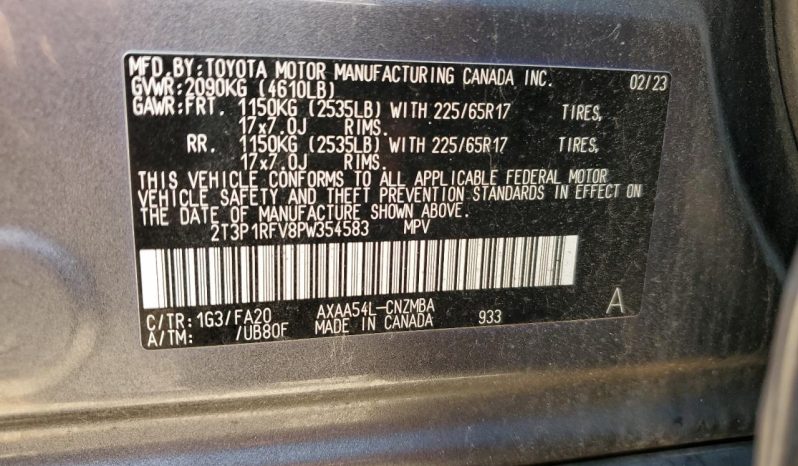 MFD.BY:TOYOTA MOTOR MANUFACTURING CANADA INC. 02/23
GVWR:2090KG (4610LB)
GAWR:FRT. 1150KG (2535LB) WITH 225/65R17 TIRES,
17x7.0J RIMS.
RR. 1150KG (2535LB) WITH 225/65R17 TIRES,
17x7.0J RIMS.
THIS VEHICLE CONFORMS TO ALL APPLICABLE FEDERAL MOTOR
VEHICLE SAFETY AND THEFT PREVENTION STANDARDS IN EFFECT ON
THE DATE OF MANUFACTURE SHOWN ABOVE.
2T3P1RFV8PW354583 MPV
C/TR: 1G3/FA20 AXAA54L-CNZMBA A
A/TM: /UB80F MADE IN CANADA 933